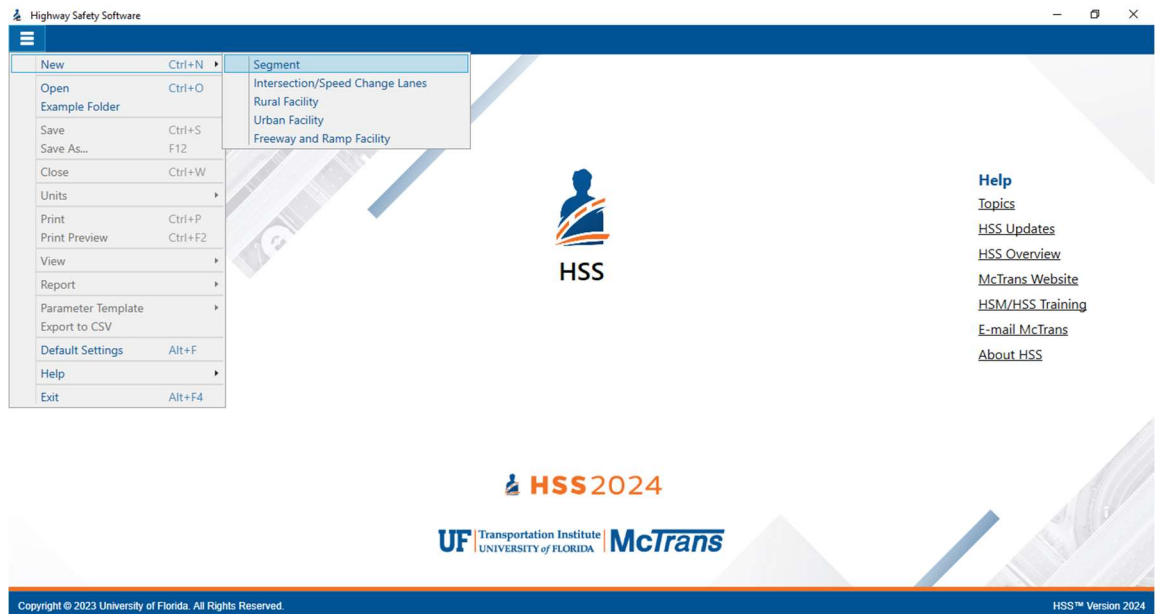 Highway Safety Software
New Ctrl+N
Open Ctrl+O
Example Folder
Save Ctrl+S
Save As... F12
Close Ctrl+W
Units
Print Ctrl+P
Print Preview Ctrl+F2
View
Report
Parameter Template
Export to CSV
Default Settings Alt+F
Help
Exit Alt+F4
Segment
Intersection/Speed Change Lanes
Rural Facility
Urban Facility
Freeway and Ramp Facility
HSS
Help
Topics
HSS Updates
HSS Overview
McTrans Website
HSM/HSS Training
E-mail McTrans
About HSS
HSS2024
UF Transportation Institute McTrans
UNIVERSITY of FLORIDA
Copyright © 2023 University of Florida. All Rights Reserved. HSS™ Version 2024